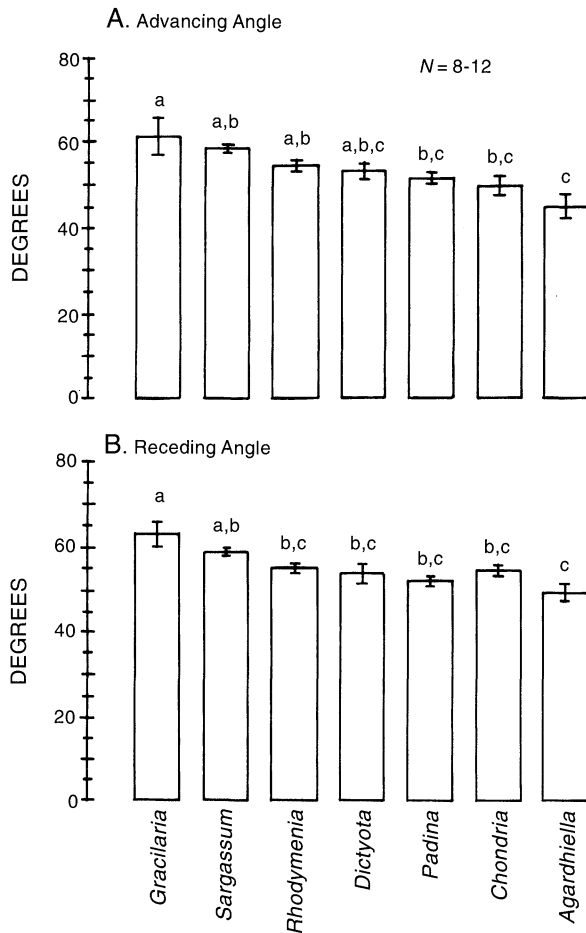 A. Advancing Angle
N = 8-12
80
60
40
20
0
DEGREES
a
a,b
a,b
a,b,c
b,c
b,c
c
B. Receding Angle
80
60
40
20
0
DEGREES
a
a,b
b,c
b,c
b,c
b,c
c
Gracilaria
Sargassum
Rhodymenia
Dictyota
Padina
Chondria
Agardhiella